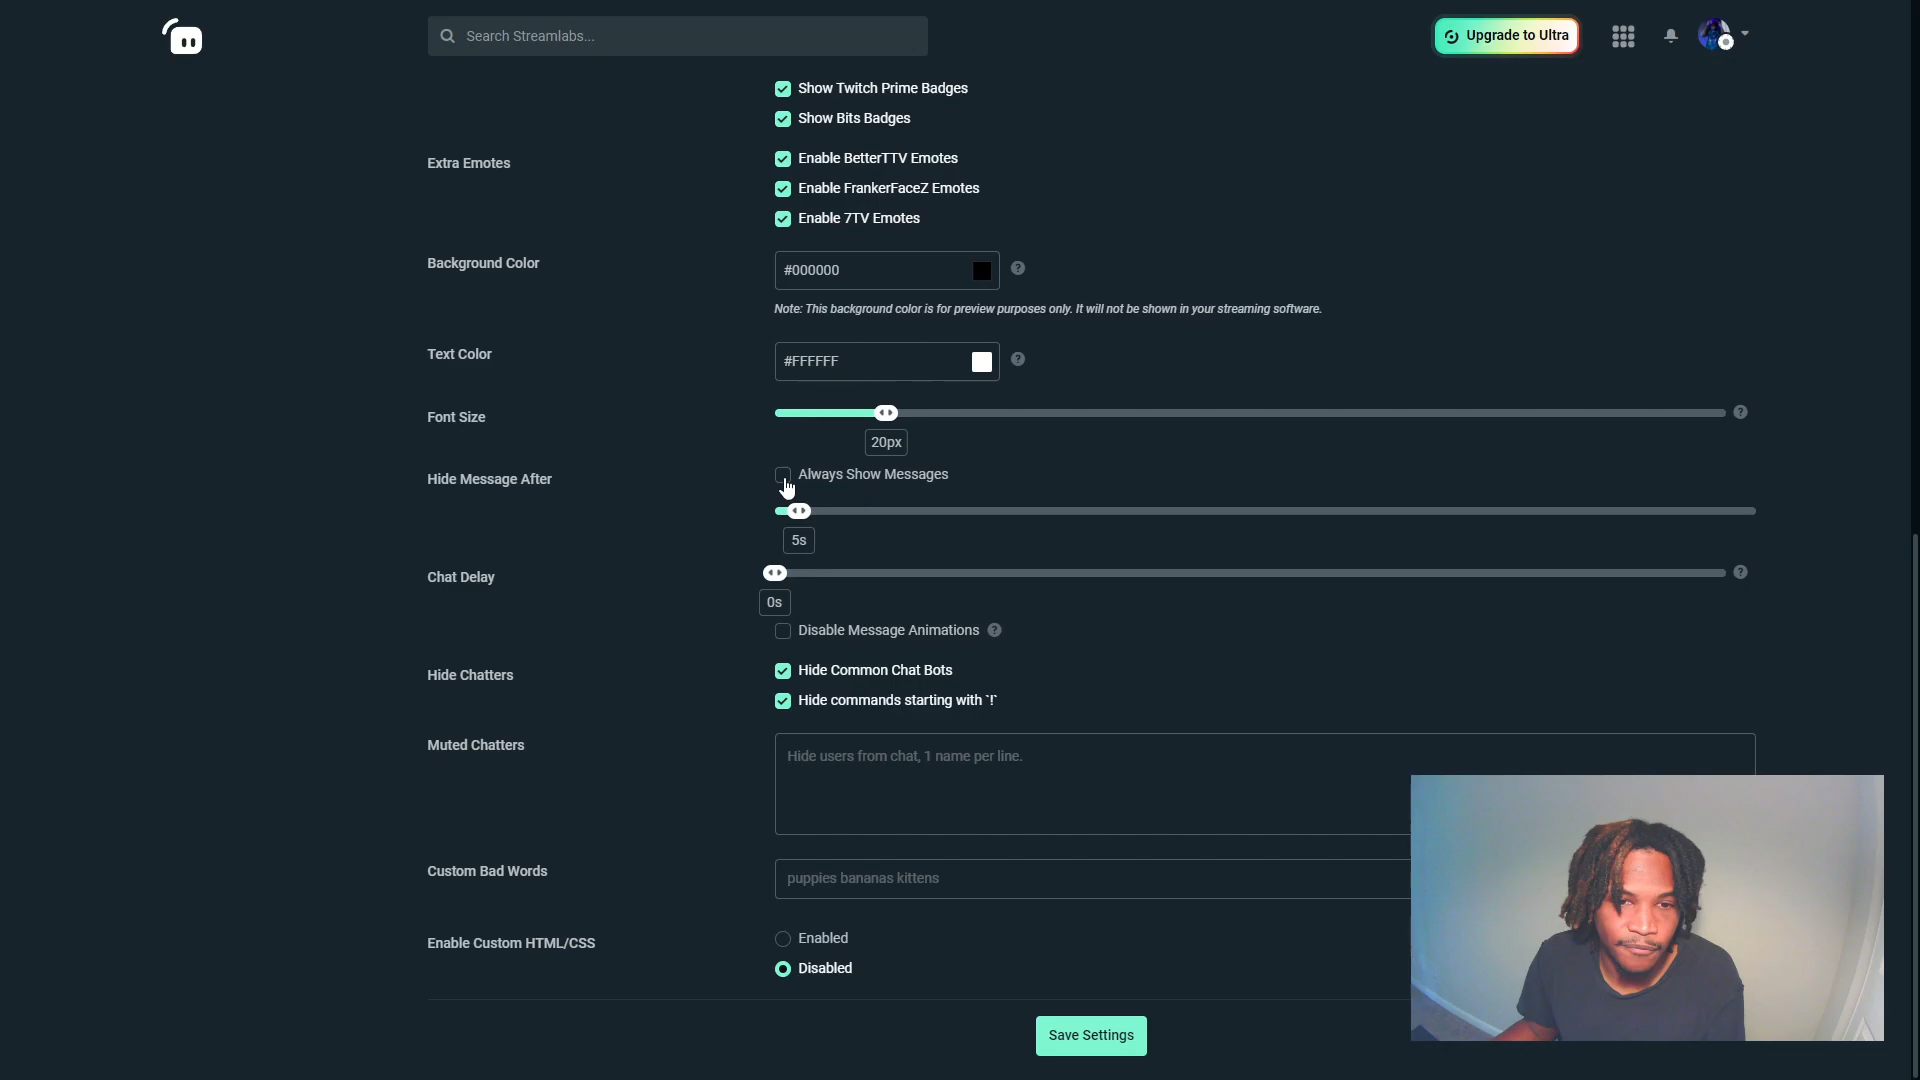 Search Streamlabs...
Upgrade to Ultra
Show Twitch Prime Badges
Show Bits Badges
Extra Emotes
Enable BetterTTV Emotes
Enable FrankerFaceZ Emotes
Enable 7TV Emotes
Background Color
#000000
?
Note: This background color is for preview purposes only. It will not be shown in your streaming software.
Text Color
#FFFFFF
?
Font Size
?
20px
Hide Message After
Always Show Messages
5s
Chat Delay
?
0s
Disable Message Animations ?
Hide Chatters
Hide Common Chat Bots
Hide commands starting with `!`
Muted Chatters
Hide users from chat, 1 name per line.
Custom Bad Words
puppies bananas kittens
Enable Custom HTML/CSS
Enabled
Disabled
Save Settings